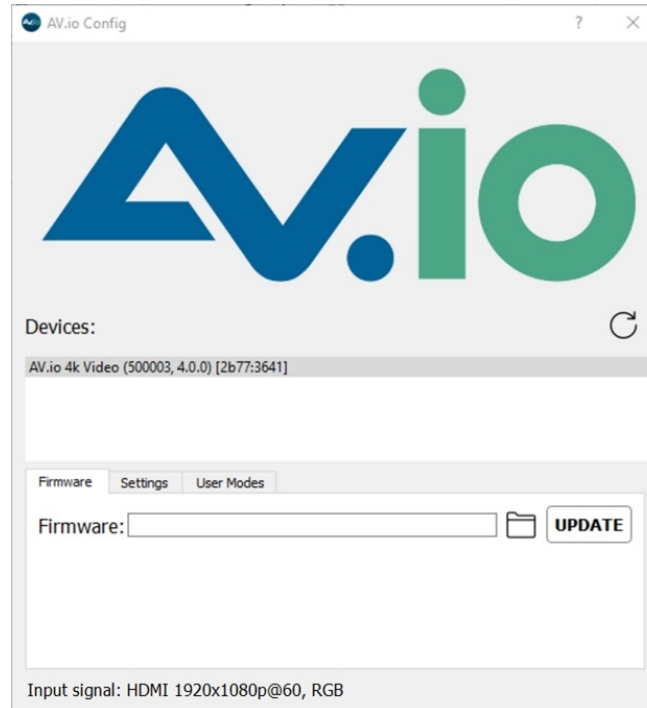 AV.io Config
?
AV.io
Devices:
AV.io 4k Video (500003, 4.0.0) [2b77:3641]
Firmware Settings User Modes
Firmware: UPDATE
Input signal: HDMI 1920x1080p@60, RGB